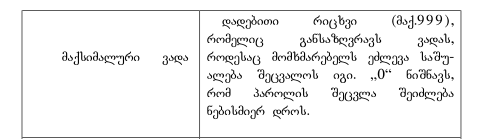 მაქსიმალური ვადა
დადებითი რიცხვი (მაქ.999),
რომელიც განსაზღვრავს ვადას,
როდესაც მომხმარებელს ეძლევა საშუ-
ალება შეცვალოს იგი. „0“ ნიშნავს,
რომ პაროლის შეცვლა შეიძლება
ნებისმიერ დროს.